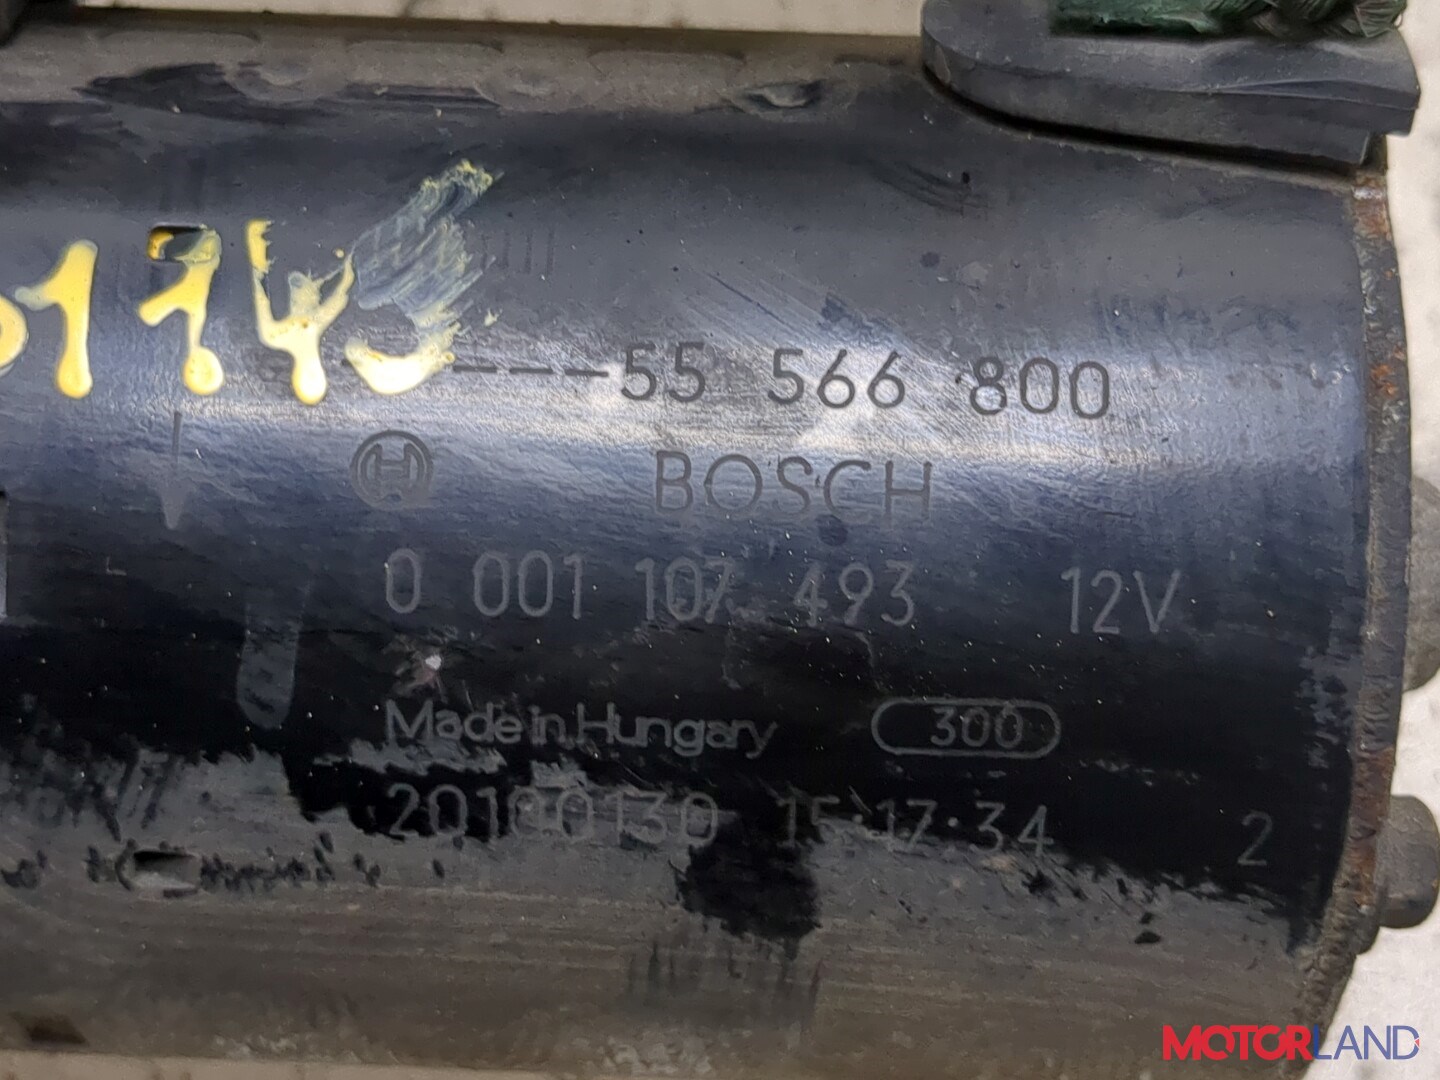 1174
------55 566 800
BOSCH
0 001 107 493 12V
Made in Hungary 300
20100130 15:17:34 2
MOTORLAND